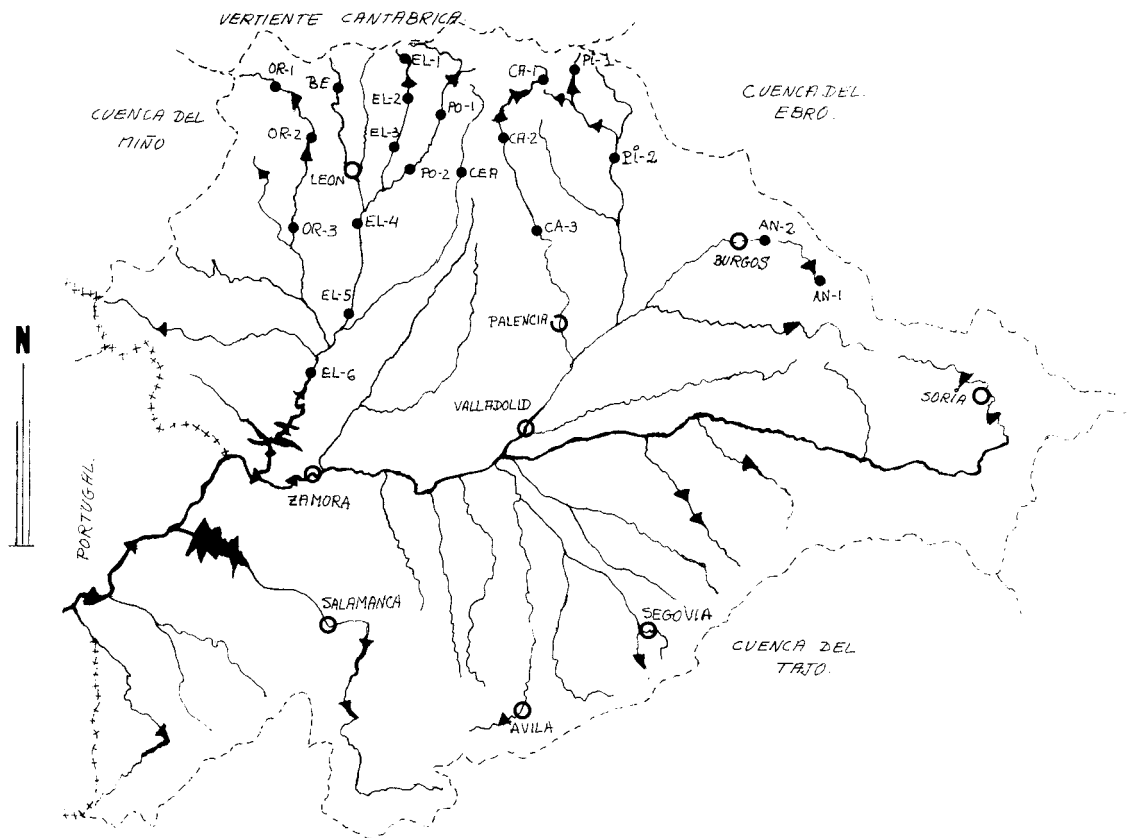 VERTIENTE CANTABRICA
OR-1
BE
EL-1
CA-1
PI-1
CUENCA DEL
EBRO.
CUENCA DEL
MIÑO
EL-2
PO-1
OR-2
EL-3
CA-2
PI-2
LEON
PO-2
CEA
OR-3
EL-4
CA-3
AN-2
BURGOS
AN-1
EL-5
PALENCIA
N
EL-6
VALLADOLID
SORIA
ZAMORA
PORTUGAL.
SALAMANCA
SEGOVIA
CUENCA DEL
TAJO.
AVILA